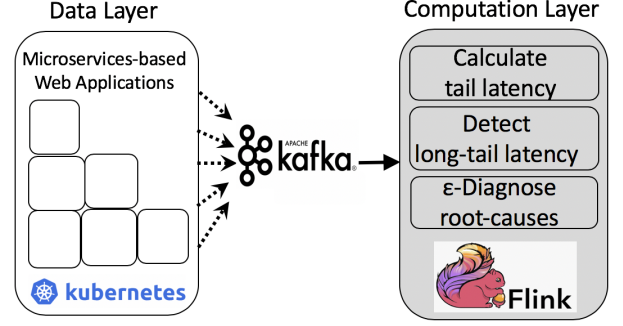 Data Layer
Microservices-based
Web Applications
kubernetes
APACHE
kafka®
Computation Layer
Calculate
tail latency
Detect
long-tail latency
ε-Diagnose
root-causes
Flink